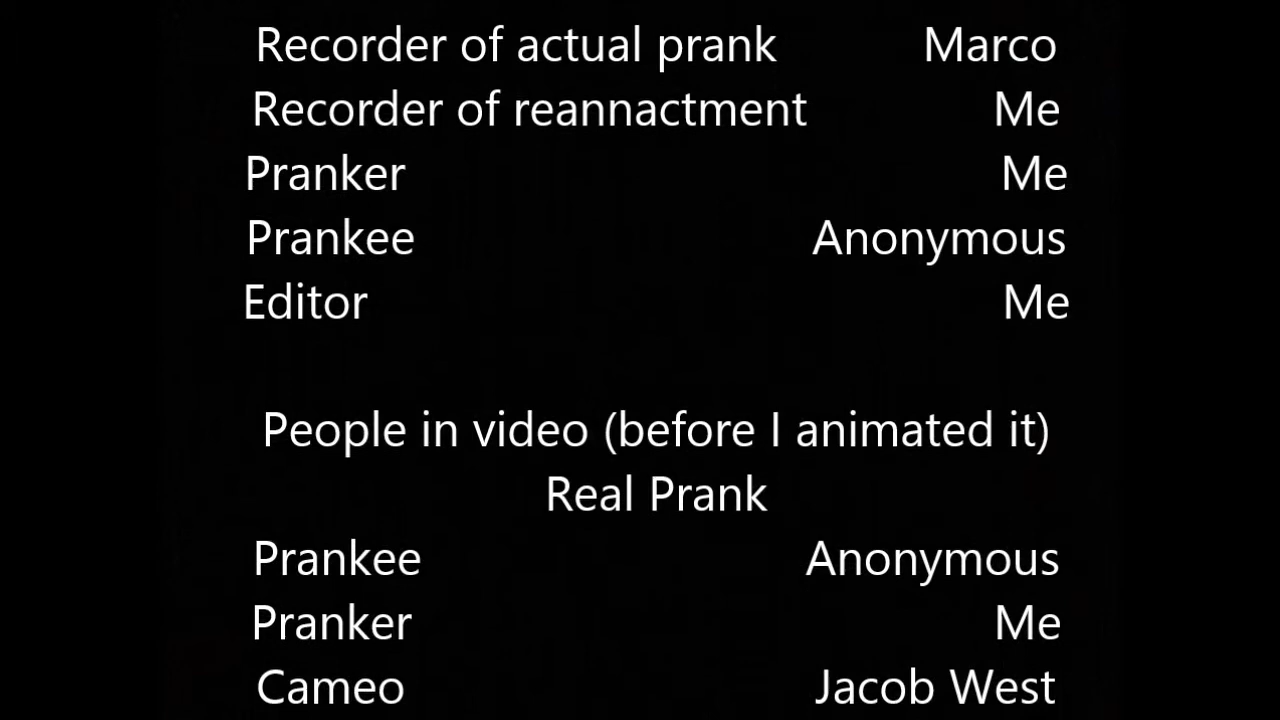 Recorder of actual prank Marco
Recorder of reannactment Me
Pranker Me
Prankee Anonymous
Editor Me
People in video (before I animated it)
Real Prank
Prankee Anonymous
Pranker Me
Cameo Jacob West